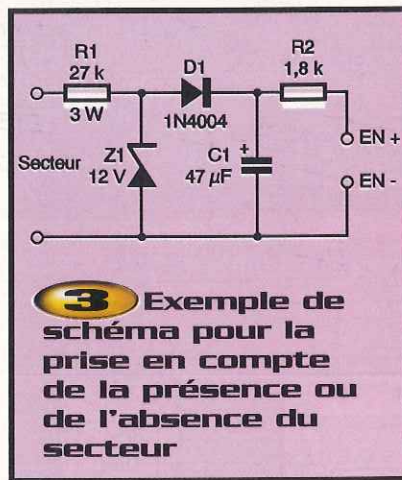 R1
27 k
3 W
D1
1N4004
R2
1,8 k
Secteur
Z1
12 V
C1
47 µF
+
EN +
EN -
3 Exemple de
schéma pour la
prise en compte
de la présence ou
de l'absence du
secteur